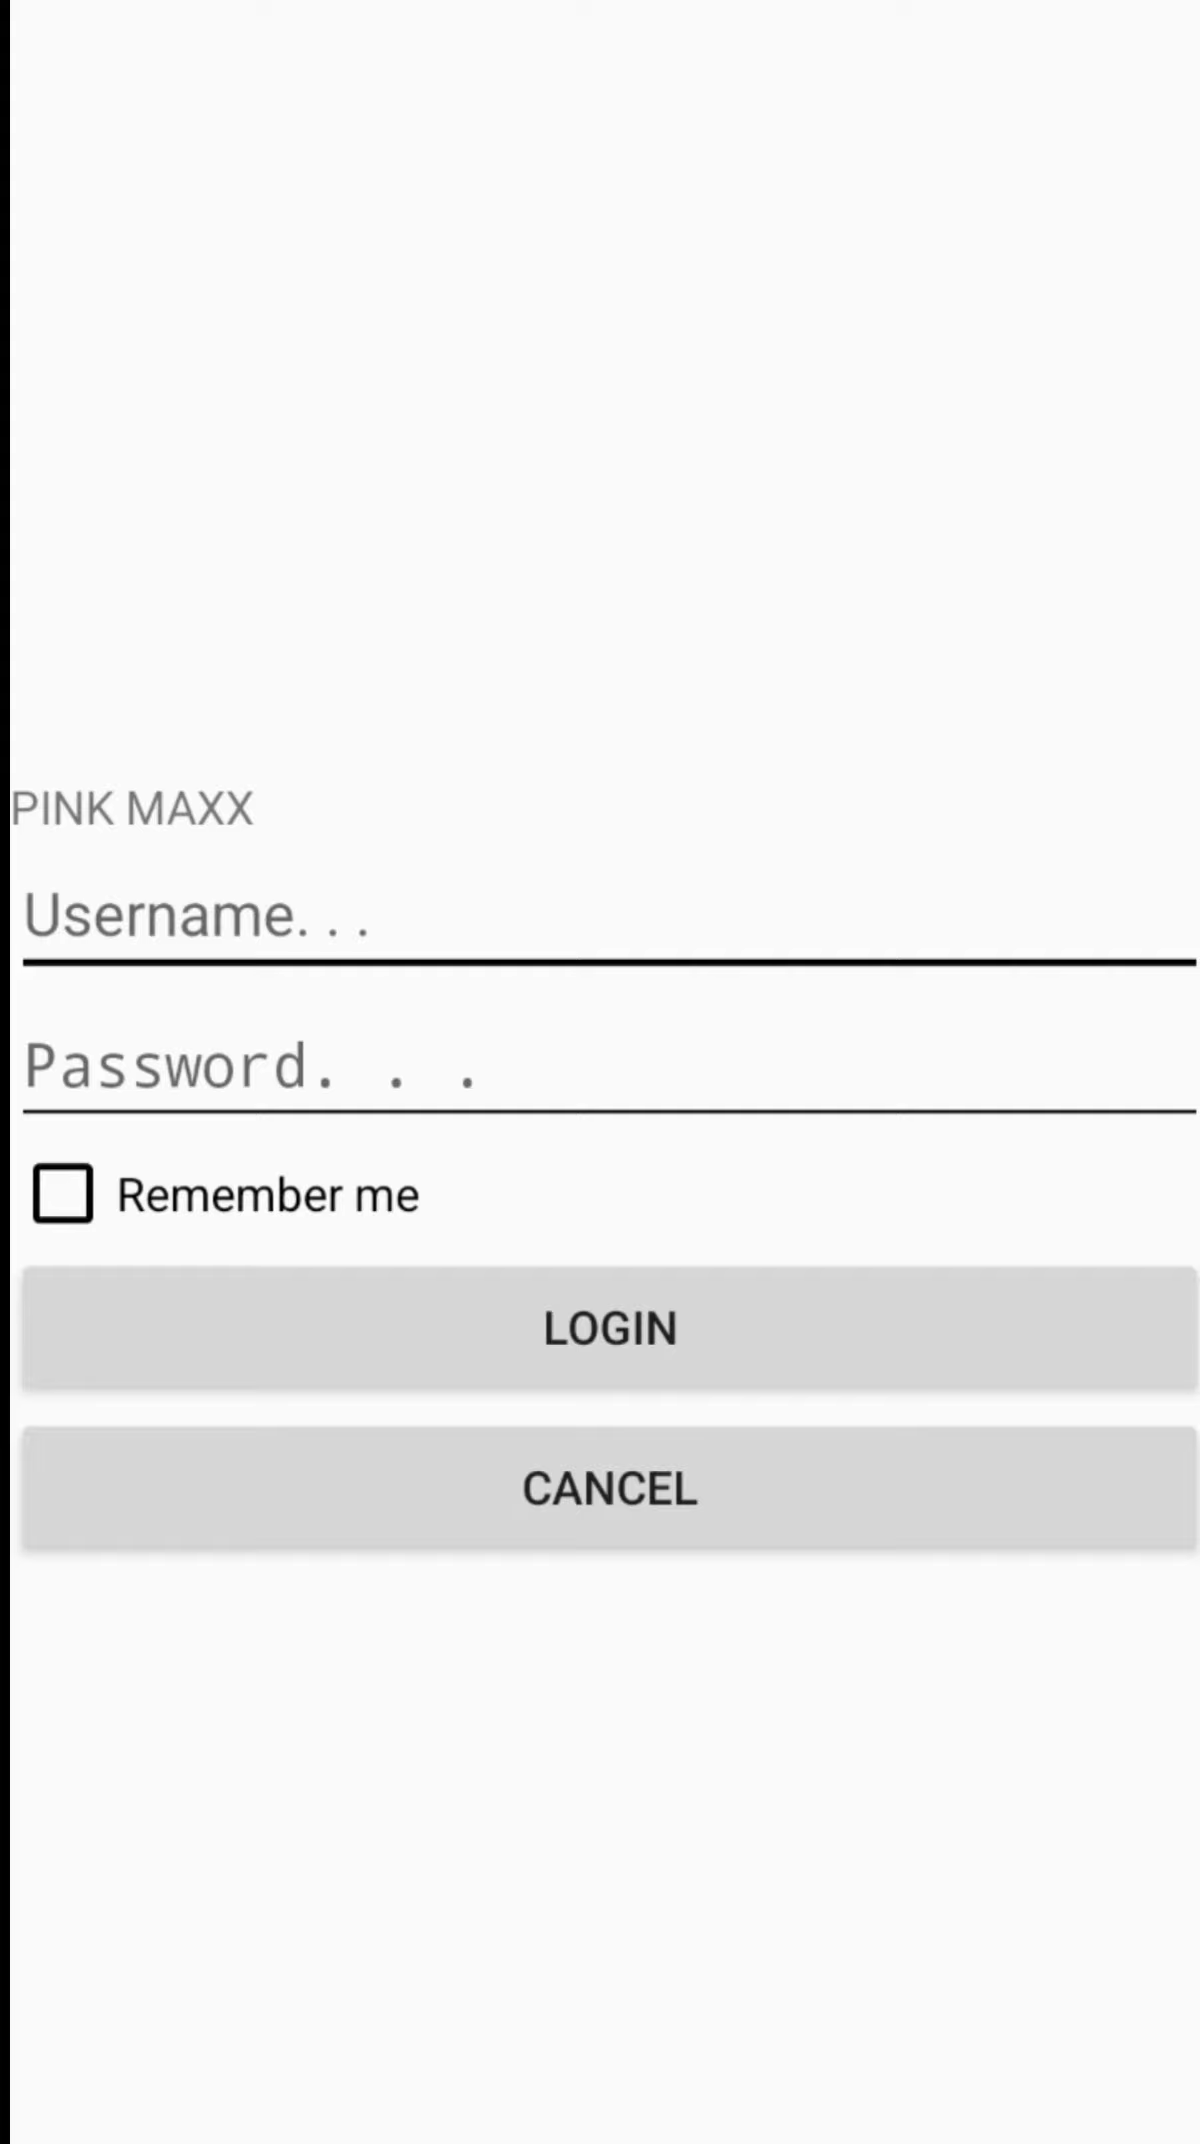 PINK MAXX
Username. . .
Password. . .
Remember me
LOGIN
CANCEL